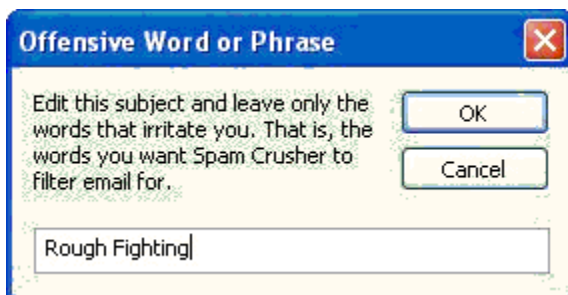 Offensive Word or Phrase
Edit this subject and leave only the
words that irritate you. That is, the
words you want Spam Crusher to
filter email for.
OK
Cancel
Rough Fighting